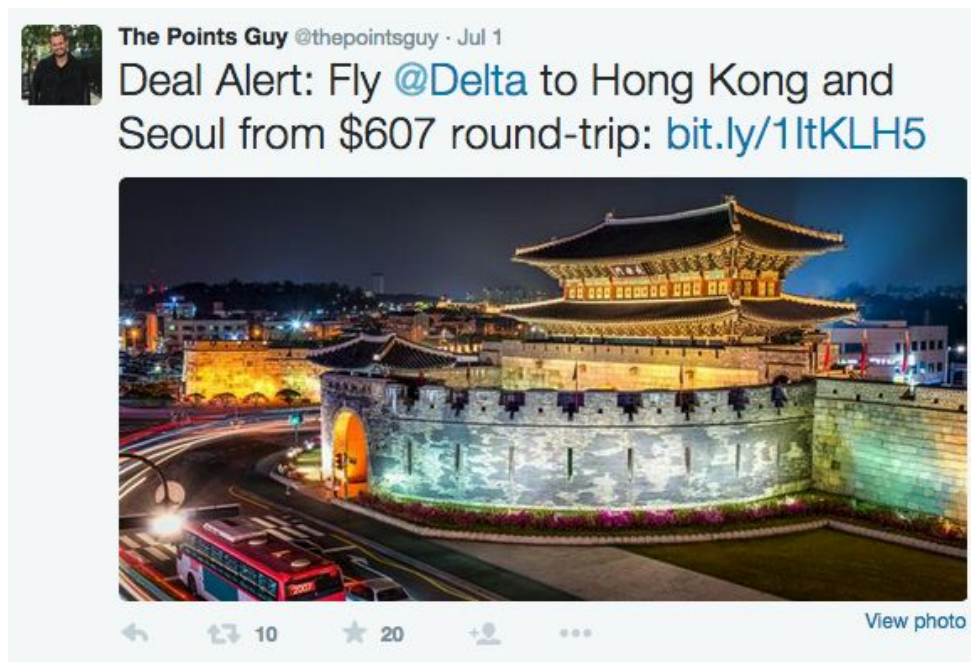 The Points Guy @thepointsguy · Jul 1
Deal Alert: Fly @Delta to Hong Kong and
Seoul from $607 round-trip: bit.ly/1ItKLH5
2007
10
20
View photo